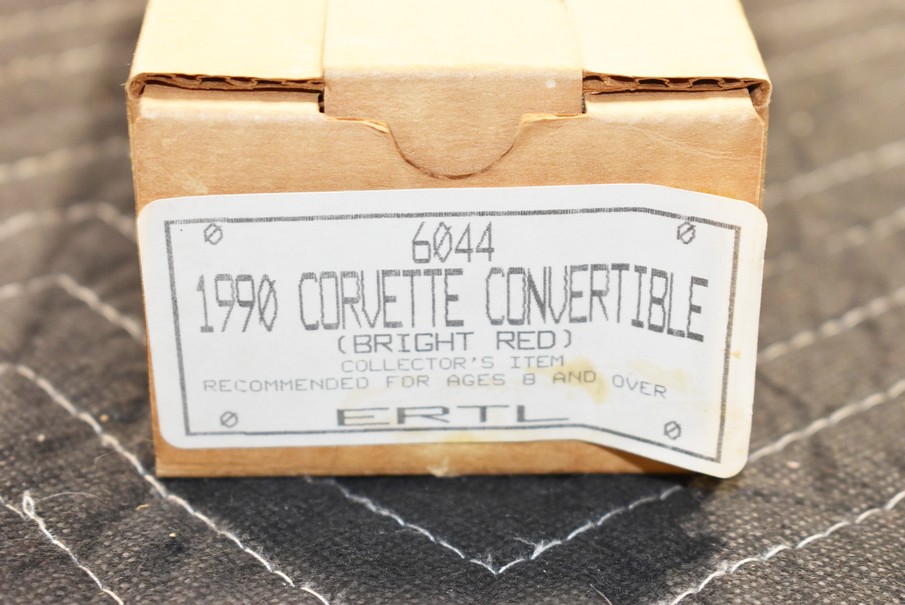 6044
1990 CORVETTE CONVERTIBLE
(BRIGHT RED)
COLLECTOR'S ITEM
RECOMMENDED FOR AGES 8 AND OVER
ERTL